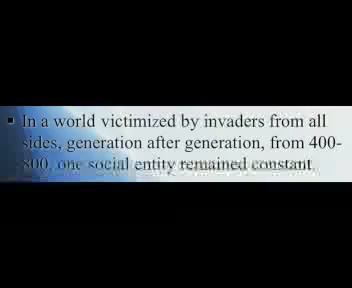 In a world victimized by invaders from all
sides, generation after generation, from 400-
800, one social entity remained constant.